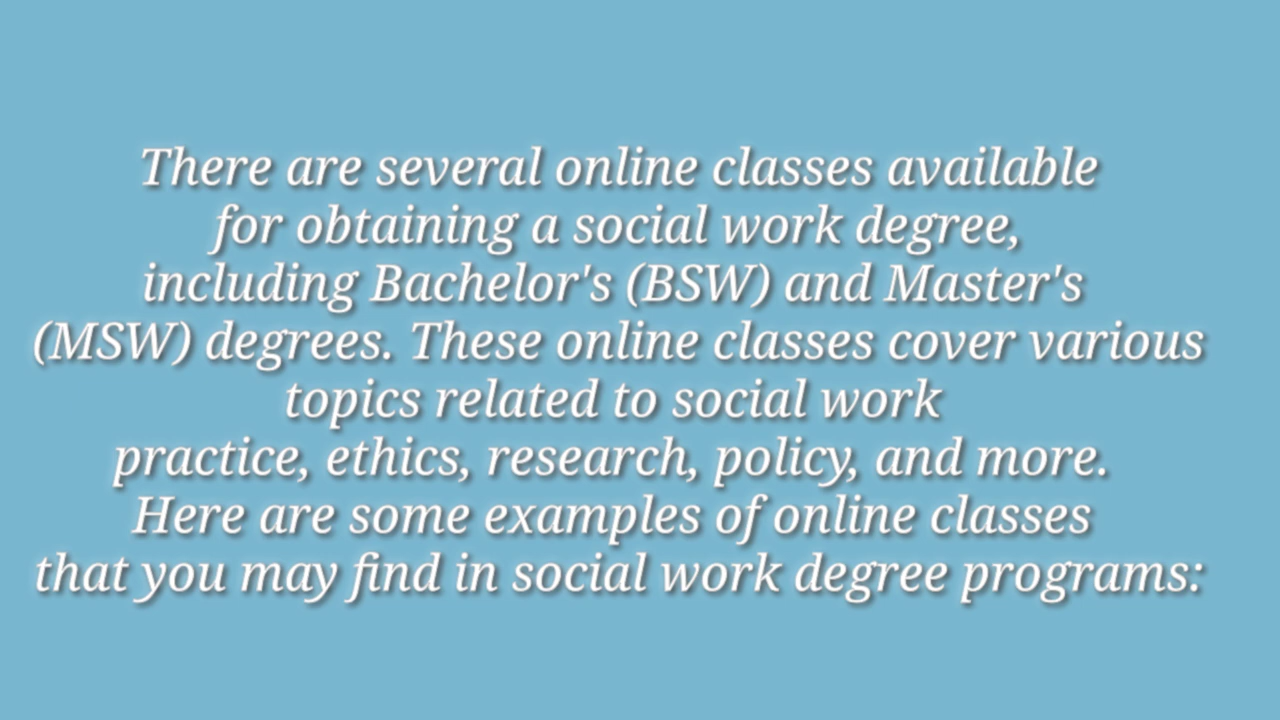 There are several online classes available
for obtaining a social work degree,
including Bachelor's (BSW) and Master's
(MSW) degrees. These online classes cover various
topics related to social work
practice, ethics, research, policy, and more.
Here are some examples of online classes
that you may find in social work degree programs: